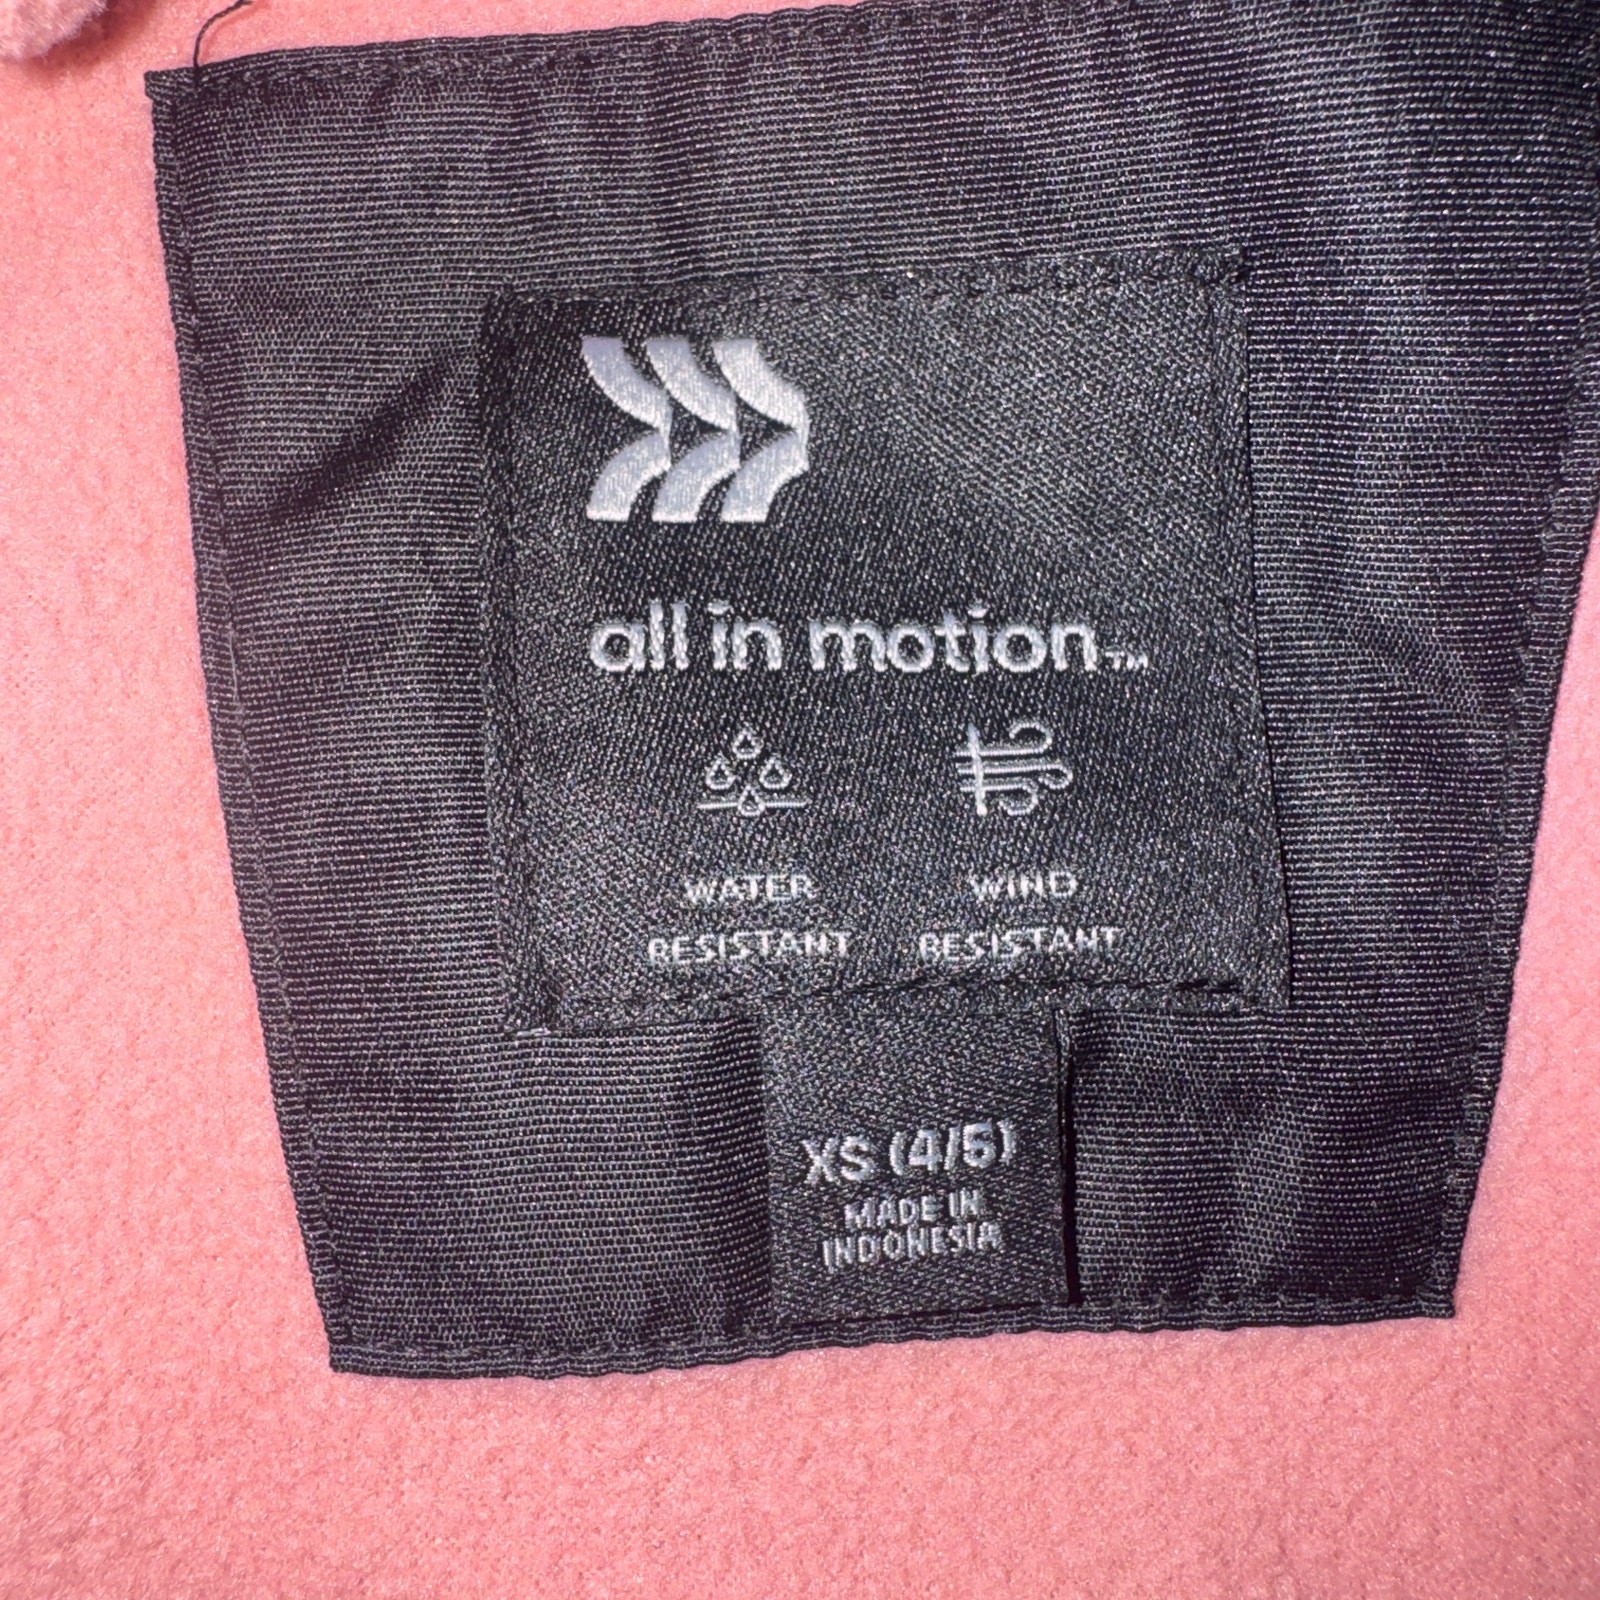 all in motion™
WATER RESISTANT
WIND RESISTANT
XS (4/5)
MADE IN
INDONESIA